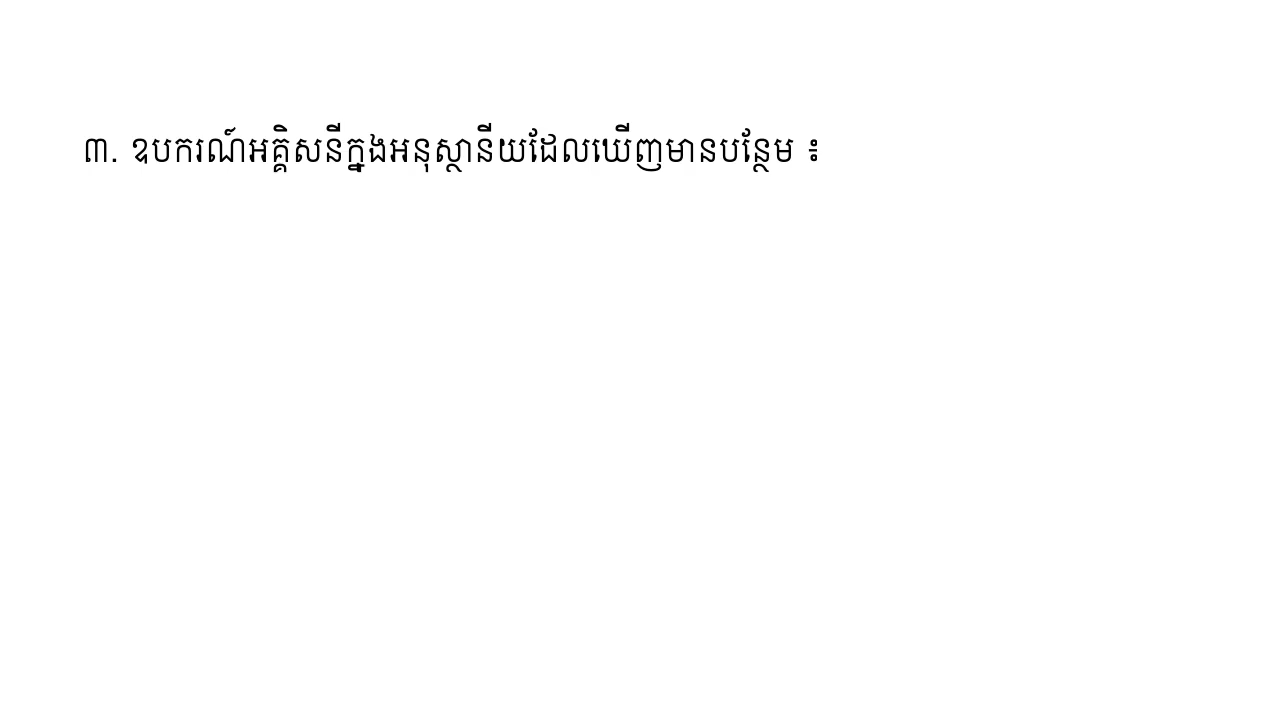 ៣. ឧបករណ៍អគ្គិសនីក្នុងអនុស្ថានីយដែលឃើញមានបន្ថែម ៖